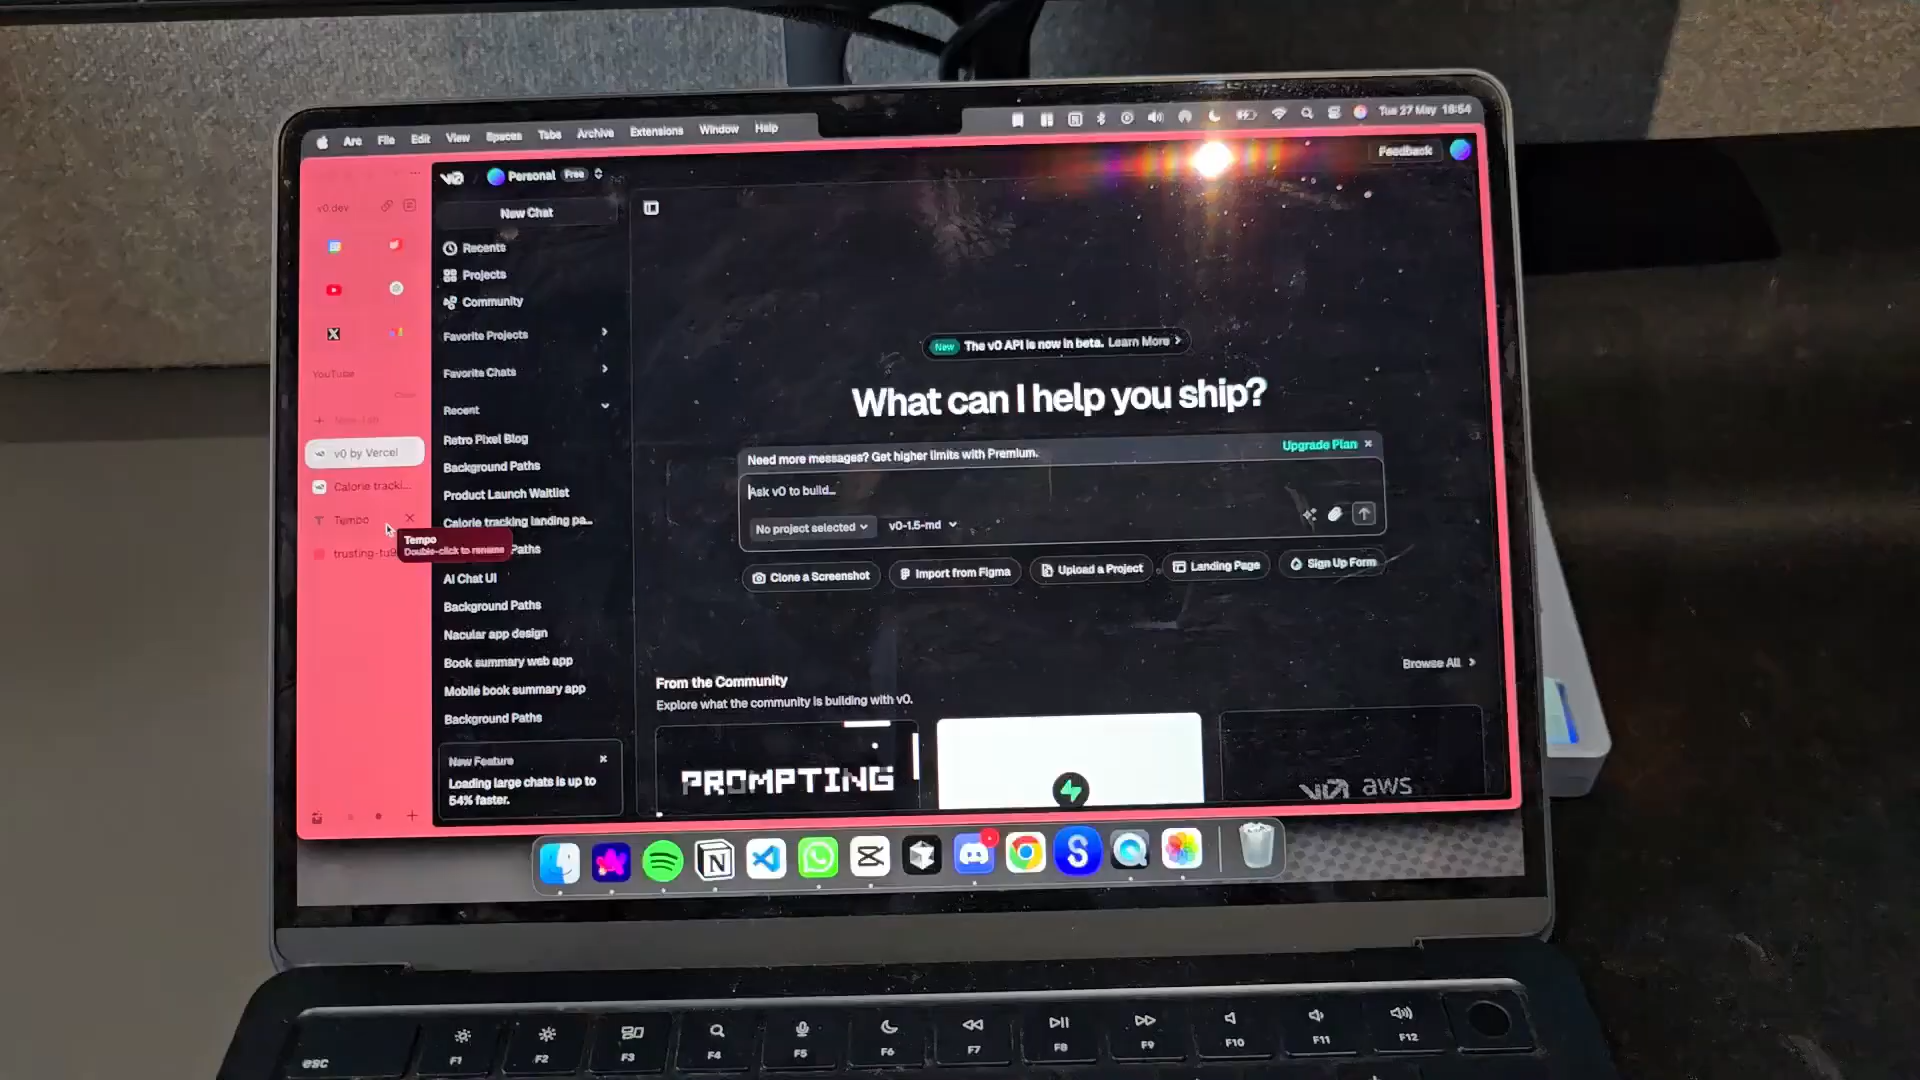 Arc File Edit View Spaces Tabs Archive Extensions Window Help
Tue 27 May 18:54
v0.dev
YouTube
Clear
New Tab
v0 by Vercel
Calorie tracki...
Tempo
Tempo
Double-click to rename
v0
Personal Free
New Chat
Recents
Projects
Community
Favorite Projects
Favorite Chats
Recent
Retro Pixel Blog
Background Paths
Product Launch Waitlist
Calorie tracking landing pa...
Paths
AI Chat UI
Background Paths
Nacular app design
Book summary web app
Mobile book summary app
Background Paths
New Feature
Loading large chats is up to
54% faster.
Feedback
New The v0 API is now in beta. Learn More
What can I help you ship?
Need more messages? Get higher limits with Premium.
Upgrade Plan
Ask v0 to build...
No project selected
v0-1.5-md
Clone a Screenshot
Import from Figma
Upload a Project
Landing Page
Sign Up Form
From the Community
Explore what the community is building with v0.
Browse All
PROMPTING
v0 aws
esc F1 F2 F3 F4 F5 F6 F7 F8 F9 F10 F11 F12